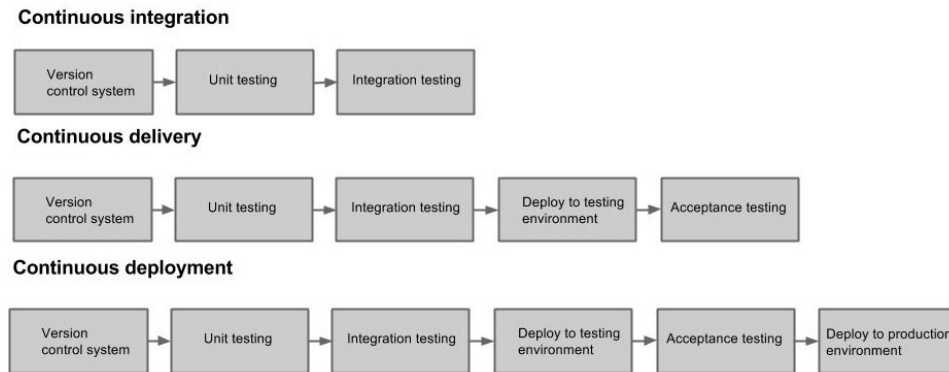 Continuous integration
Version
control system
Unit testing
Integration testing
Continuous delivery
Version
control system
Unit testing
Integration testing
Deploy to testing
environment
Acceptance testing
Continuous deployment
Version
control system
Unit testing
Integration testing
Deploy to testing
environment
Acceptance testing
Deploy to production
environment